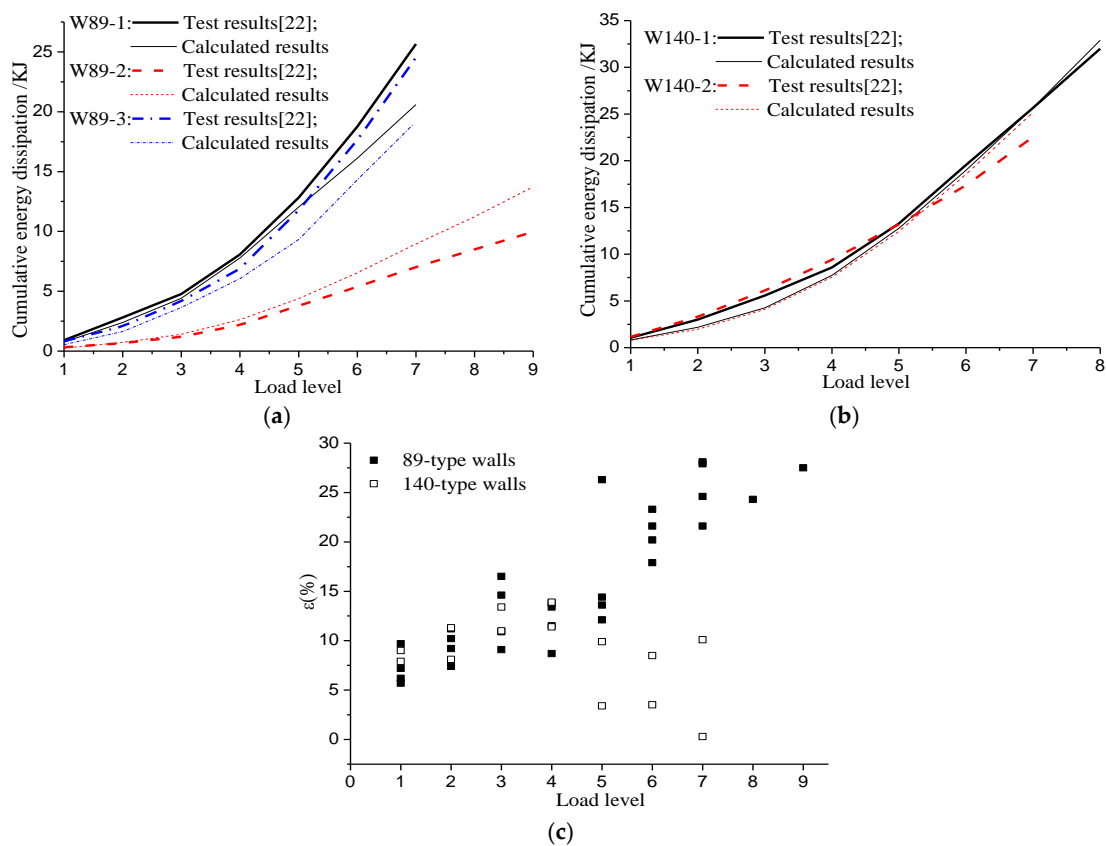 W89-1: Test results[22];
Calculated results
W89-2: Test results[22];
Calculated results
W89-3: Test results[22];
Calculated results
Cumulative energy dissipation /KJ
25
20
15
10
5
0
1 2 3 4 5 6 7 8 9
Load level
(a)
W140-1: Test results[22];
Calculated results
W140-2: Test results[22];
Calculated results
Cumulative energy dissipation /KJ
35
30
25
20
15
10
5
0
1 2 3 4 5 6 7 8
Load level
(b)
89-type walls
140-type walls
ε(%)
30
25
20
15
10
5
0
0 1 2 3 4 5 6 7 8 9
Load level
(c)